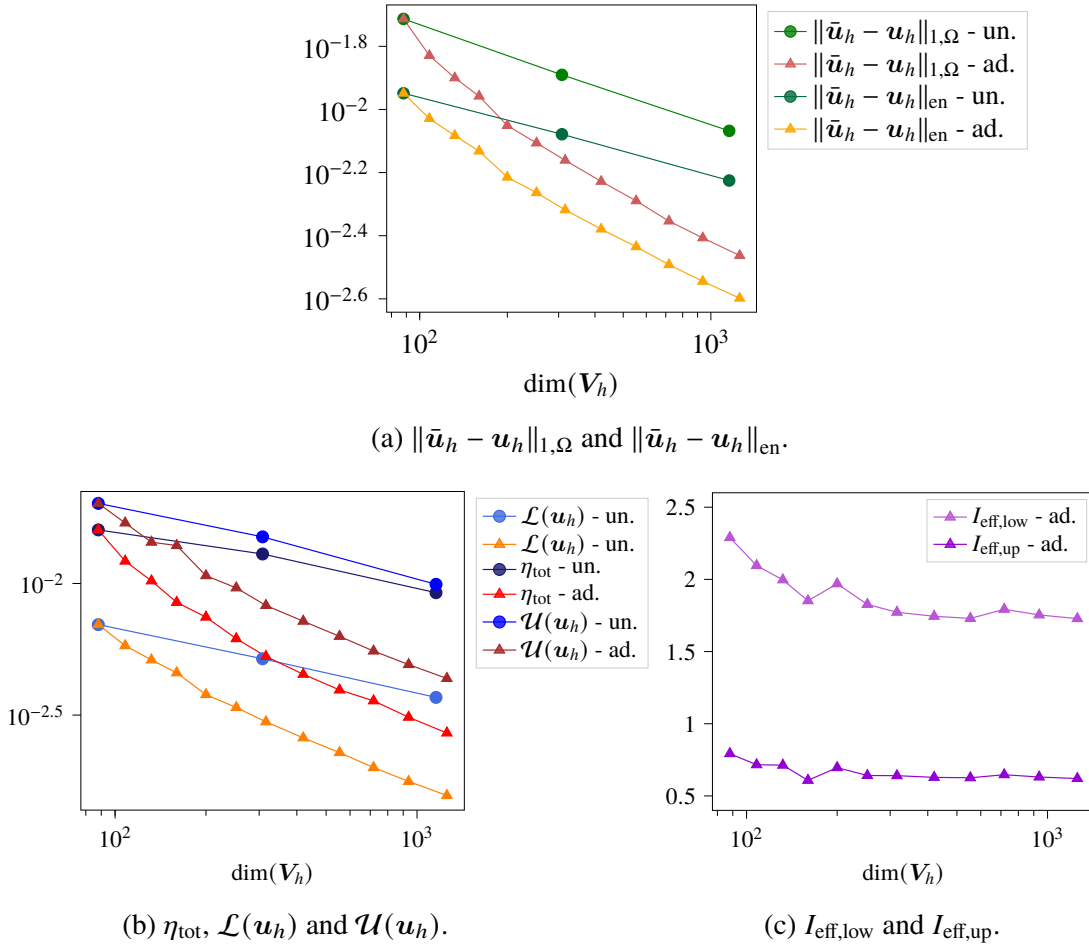 10^−1.8
10^−2
10^−2.2
10^−2.4
10^−2.6
10^2
10^3
dim(V_h)
‖ū_h − u_h‖_{1,Ω} - un.
‖ū_h − u_h‖_{1,Ω} - ad.
‖ū_h − u_h‖_en - un.
‖ū_h − u_h‖_en - ad.
(a) ‖ū_h − u_h‖_{1,Ω} and ‖ū_h − u_h‖_en.
10^−2
10^−2.5
10^2
10^3
dim(V_h)
ℒ(u_h) - un.
ℒ(u_h) - un.
η_tot - un.
η_tot - ad.
𝒰(u_h) - un.
𝒰(u_h) - ad.
(b) η_tot, ℒ(u_h) and 𝒰(u_h).
2.5
2
1.5
1
0.5
10^2
10^3
dim(V_h)
I_eff,low - ad.
I_eff,up - ad.
(c) I_eff,low and I_eff,up.